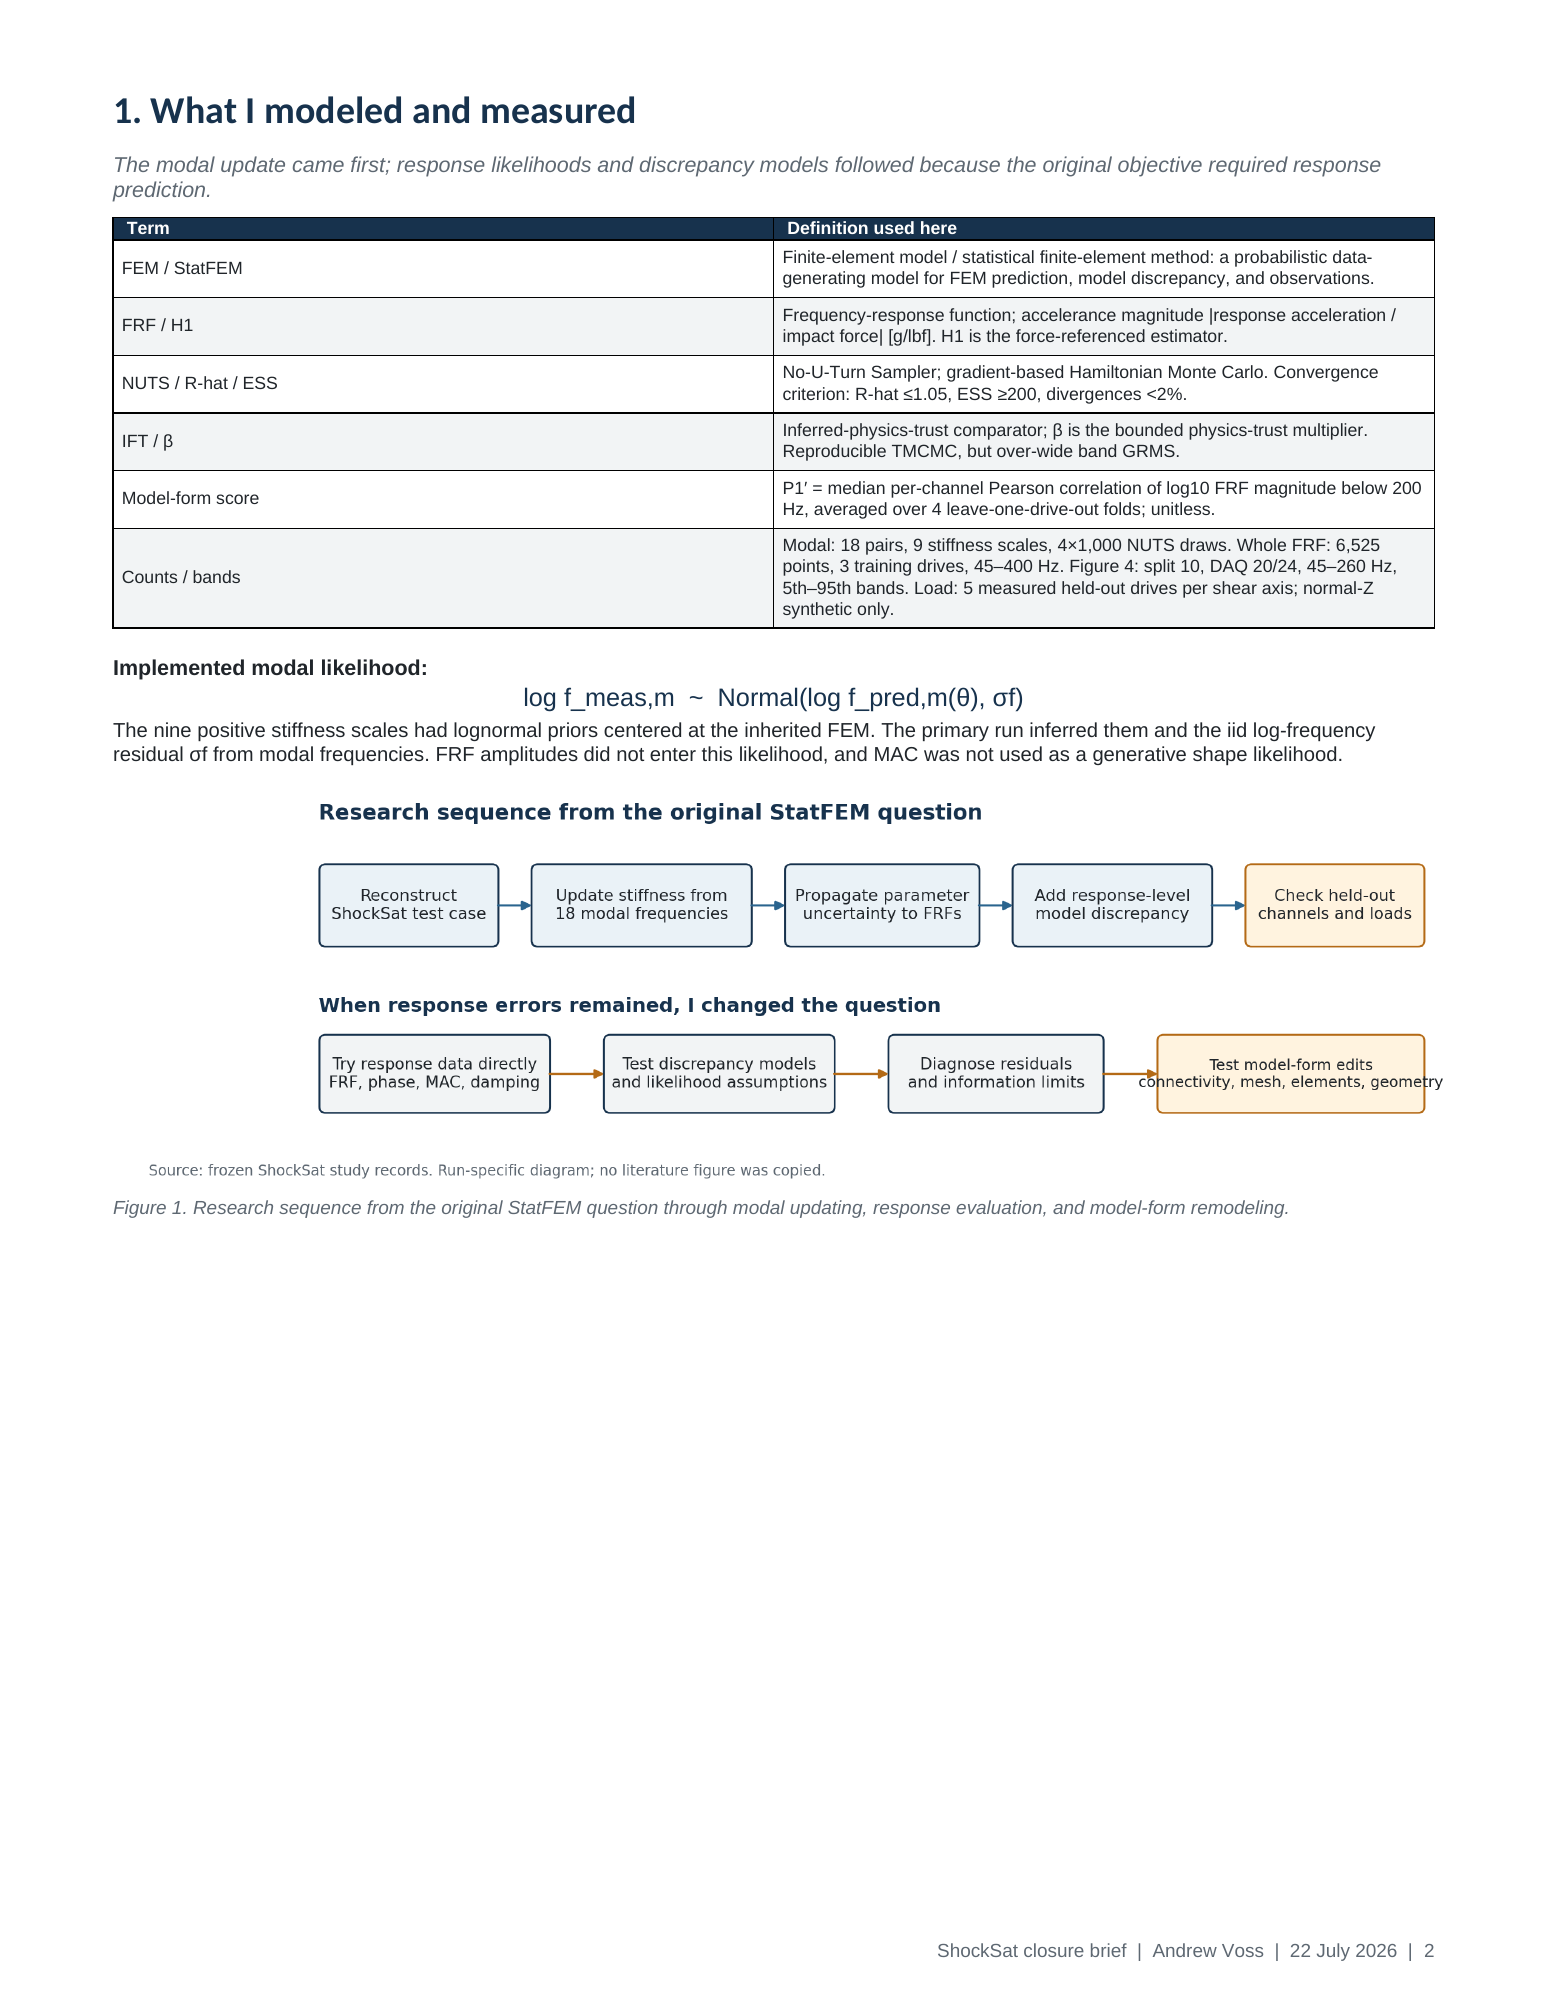 1. What I modeled and measured
The modal update came first; response likelihoods and discrepancy models followed because the original objective required response
prediction.
Term
Definition used here
FEM / StatFEM
Finite-element model / statistical finite-element method: a probabilistic data-
generating model for FEM prediction, model discrepancy, and observations.
FRF / H1
Frequency-response function; accelerance magnitude |response acceleration /
impact force| [g/lbf]. H1 is the force-referenced estimator.
NUTS / R-hat / ESS
No-U-Turn Sampler; gradient-based Hamiltonian Monte Carlo. Convergence
criterion: R-hat ≤1.05, ESS ≥200, divergences <2%.
IFT / β
Inferred-physics-trust comparator; β is the bounded physics-trust multiplier.
Reproducible TMCMC, but over-wide band GRMS.
Model-form score
P1′ = median per-channel Pearson correlation of log10 FRF magnitude below 200
Hz, averaged over 4 leave-one-drive-out folds; unitless.
Counts / bands
Modal: 18 pairs, 9 stiffness scales, 4×1,000 NUTS draws. Whole FRF: 6,525
points, 3 training drives, 45–400 Hz. Figure 4: split 10, DAQ 20/24, 45–260 Hz,
5th–95th bands. Load: 5 measured held-out drives per shear axis; normal-Z
synthetic only.
Implemented modal likelihood:
log f_meas,m ~ Normal(log f_pred,m(θ), σf)
The nine positive stiffness scales had lognormal priors centered at the inherited FEM. The primary run inferred them and the iid log-frequency
residual σf from modal frequencies. FRF amplitudes did not enter this likelihood, and MAC was not used as a generative shape likelihood.
Research sequence from the original StatFEM question
Reconstruct
ShockSat test case
Update stiffness from
18 modal frequencies
Propagate parameter
uncertainty to FRFs
Add response-level
model discrepancy
Check held-out
channels and loads
When response errors remained, I changed the question
Try response data directly
FRF, phase, MAC, damping
Test discrepancy models
and likelihood assumptions
Diagnose residuals
and information limits
Test model-form edits
connectivity, mesh, elements, geometry
Source: frozen ShockSat study records. Run-specific diagram; no literature figure was copied.
Figure 1. Research sequence from the original StatFEM question through modal updating, response evaluation, and model-form remodeling.
ShockSat closure brief | Andrew Voss | 22 July 2026 | 2